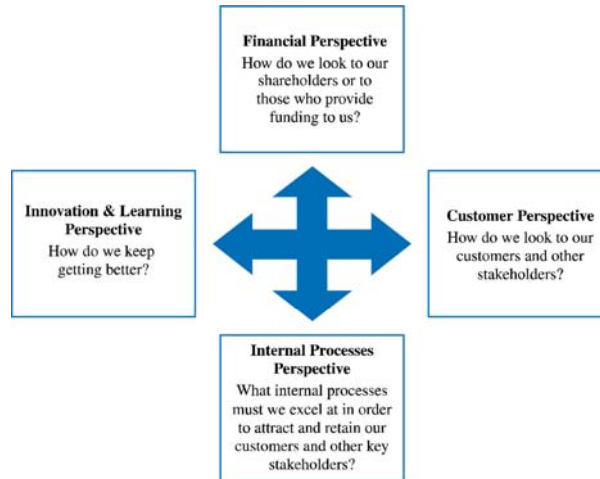 Financial Perspective
How do we look to our
shareholders or to
those who provide
funding to us?
Innovation & Learning
Perspective
How do we keep
getting better?
Customer Perspective
How do we look to our
customers and other
stakeholders?
Internal Processes
Perspective
What internal processes
must we excel at in order
to attract and retain our
customers and other key
stakeholders?